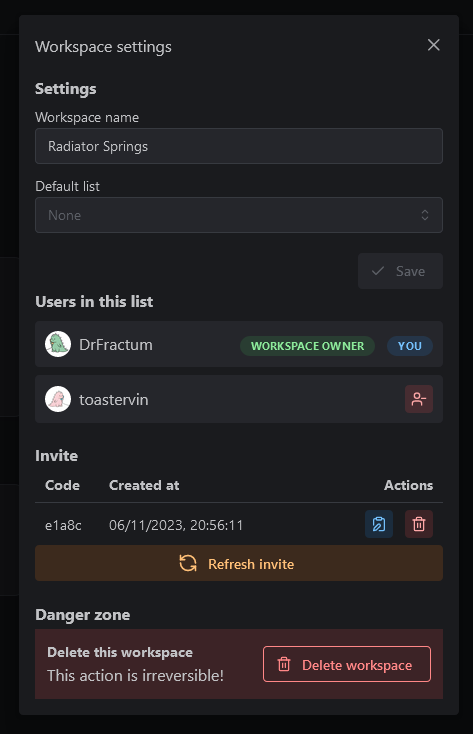 Workspace settings
Settings
Workspace name
Radiator Springs
Default list
None
Save
Users in this list
DrFractum WORKSPACE OWNER YOU
toastervin
Invite
Code Created at Actions
e1a8c 06/11/2023, 20:56:11
Refresh invite
Danger zone
Delete this workspace
This action is irreversible!
Delete workspace